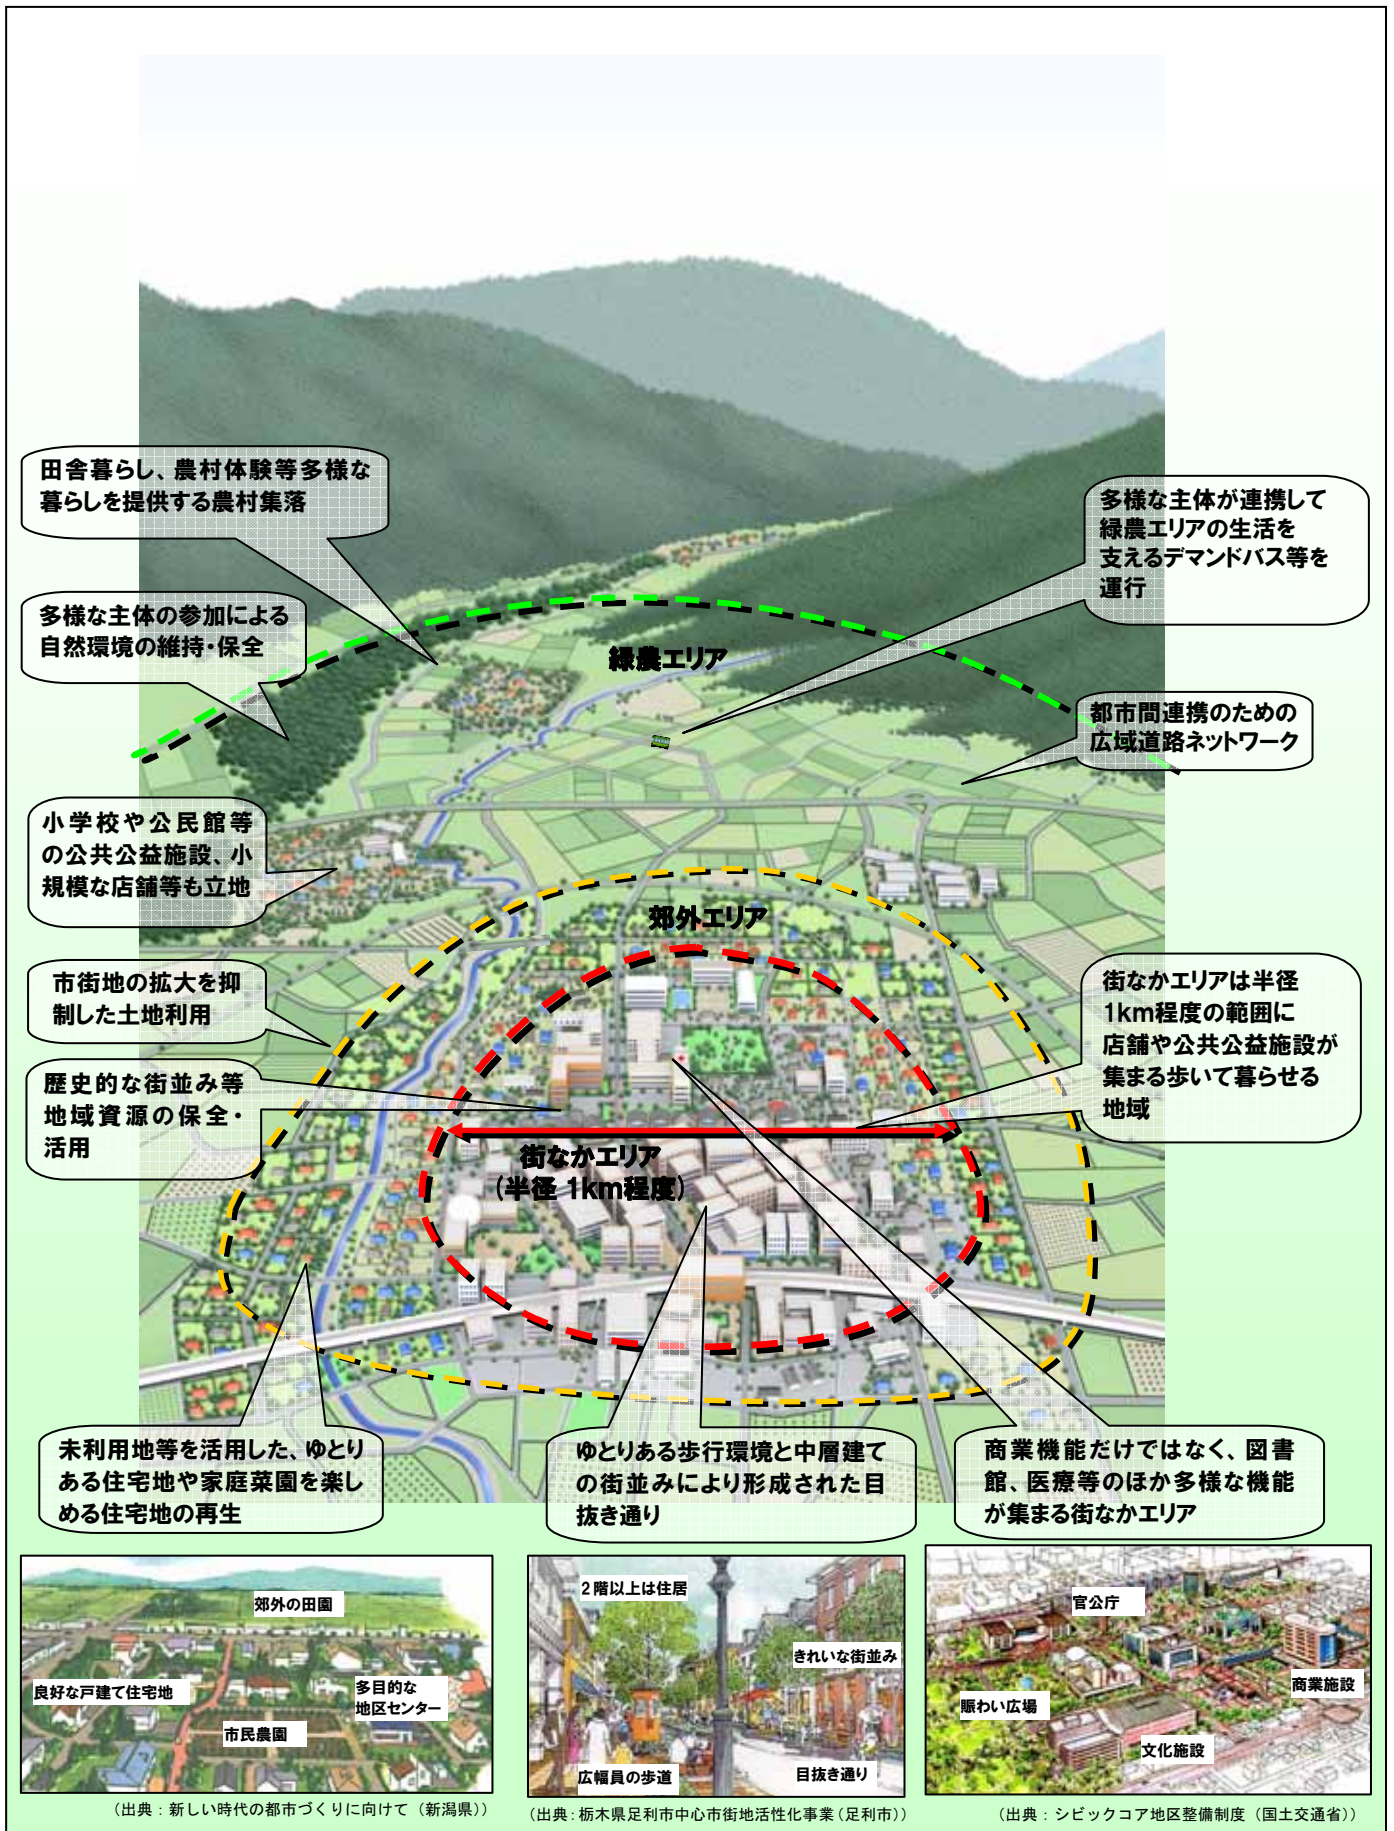 田舎暮らし、農村体験等多様な
暮らしを提供する農村集落
多様な主体が連携して
緑農エリアの生活を
支えるデマンドバス等を
運行
多様な主体の参加による
自然環境の維持・保全
緑農エリア
都市間連携のための
広域道路ネットワーク
小学校や公民館等
の公共公益施設、小
規模な店舗等も立地
郊外エリア
市街地の拡大を抑
制した土地利用
街なかエリアは半径
1km程度の範囲に
店舗や公共公益施設が
集まる歩いて暮らせる
地域
歴史的な街並み等
地域資源の保全・
活用
街なかエリア
(半径 1km程度)
未利用地等を活用した、ゆとり
ある住宅地や家庭菜園を楽し
める住宅地の再生
ゆとりある歩行環境と中層建て
の街並みにより形成された目
抜き通り
商業機能だけではなく、図書
館、医療等のほか多様な機能
が集まる街なかエリア
郊外の田園
良好な戸建て住宅地
多目的な
地区センター
市民農園
(出典：新しい時代の都市づくりに向けて（新潟県）)
2階以上は住居
きれいな街並み
広幅員の歩道
目抜き通り
(出典：栃木県足利市中心市街地活性化事業（足利市）)
官公庁
商業施設
賑わい広場
文化施設
(出典：シビックコア地区整備制度（国土交通省）)